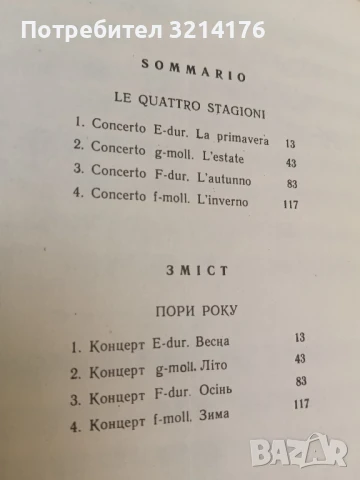 Потребител 3214176
SOMMARIO
LE QUATTRO STAGIONI
1. Concerto E-dur. La primavera 13
2. Concerto g-moll. L'estate 43
3. Concerto F-dur. L'autunno 83
4. Concerto f-moll. L'inverno 117
ЗМІСТ
ПОРИ РОКУ
1. Концерт E-dur. Весна 13
2. Концерт g-moll. Літо 43
3. Концерт F-dur. Осінь 83
4. Концерт f-moll. Зима 117
BAZAR